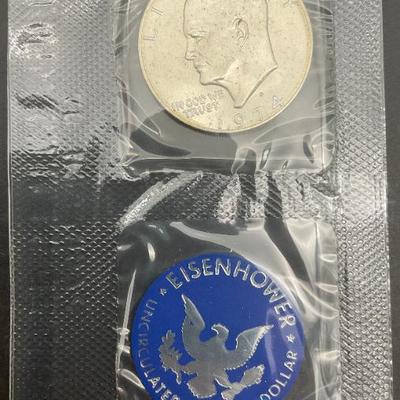 LI
IN GOD WE
TRUST
1974
★ EISENHOWER ★
UNCIRCULATED
DOLLAR